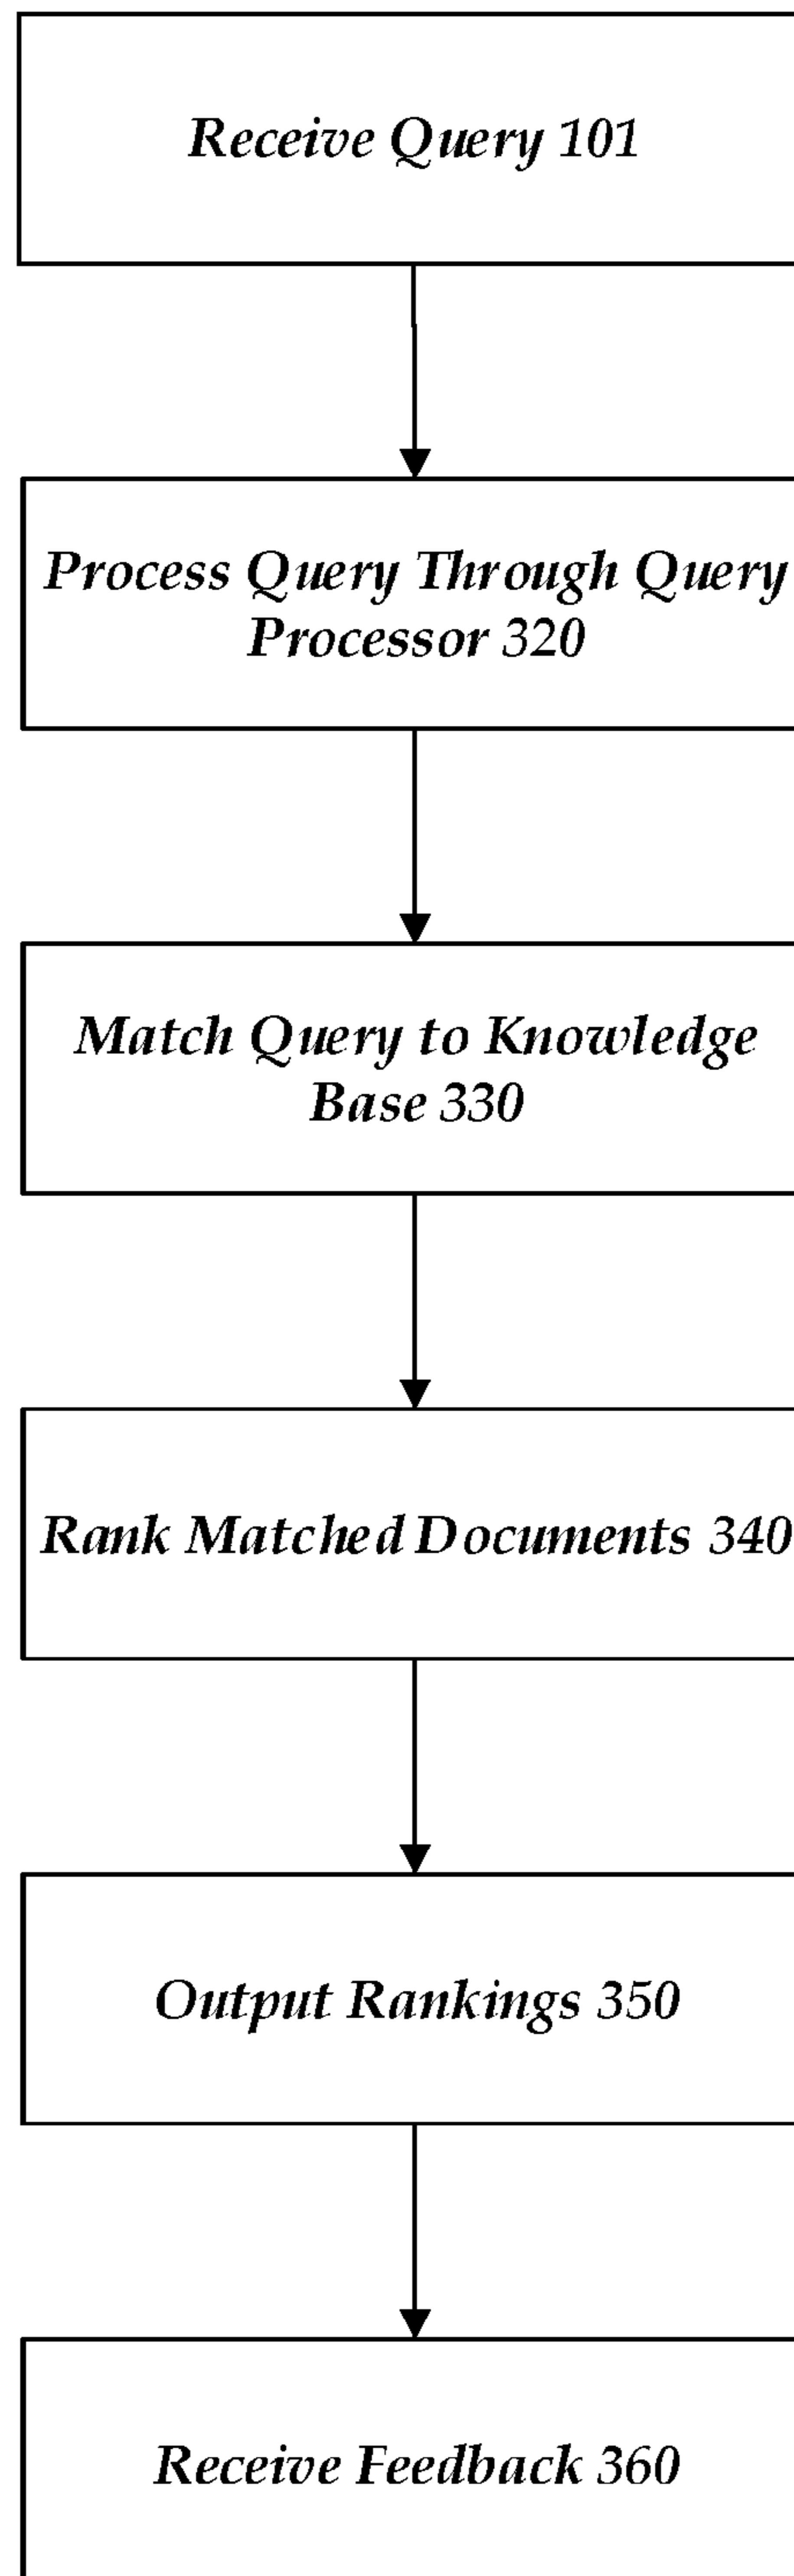 Receive Query 101
Process Query Through Query
Processor 320
Match Query to Knowledge
Base 330
Rank Matched Documents 340
Output Rankings 350
Receive Feedback 360